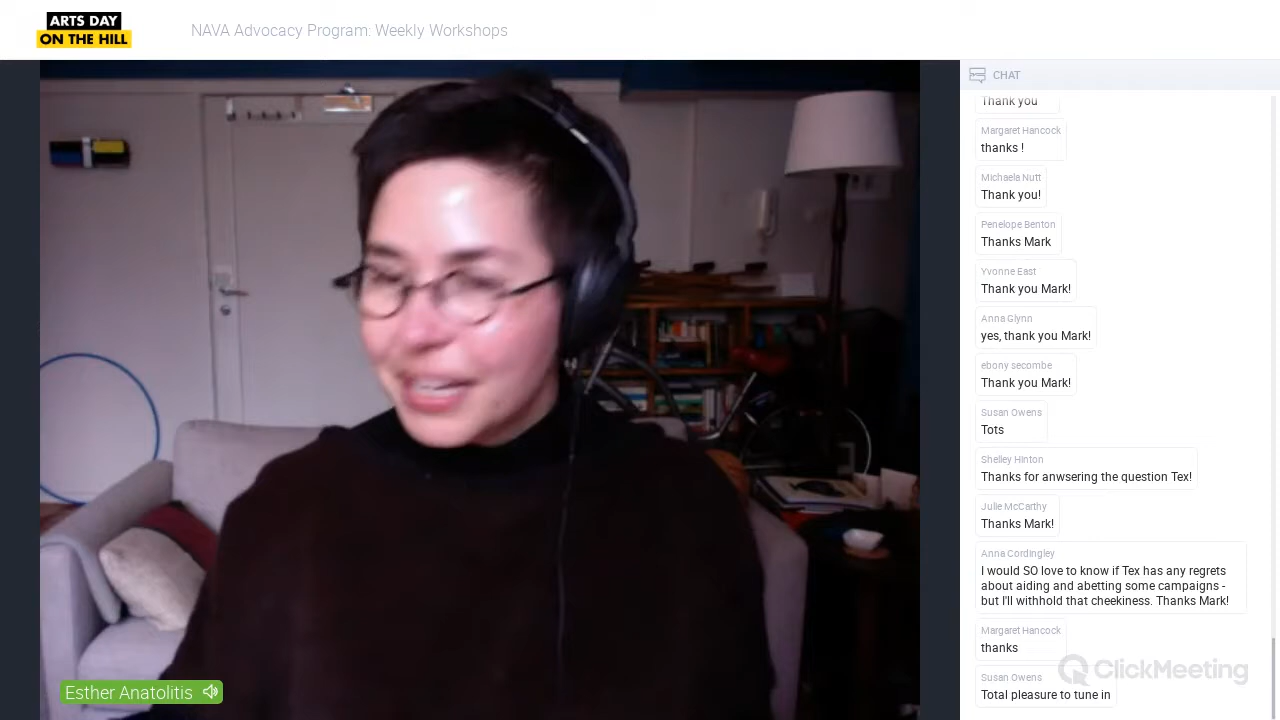 ARTS DAY
ON THE HILL
NAVA Advocacy Program: Weekly Workshops
CHAT
Thank you
Margaret Hancock
thanks !
Michaela Nutt
Thank you!
Penelope Benton
Thanks Mark
Yvonne East
Thank you Mark!
Anna Glynn
yes, thank you Mark!
ebony secombe
Thank you Mark!
Susan Owens
Tots
Shelley Hinton
Thanks for anwsering the question Tex!
Julie McCarthy
Thanks Mark!
Anna Cordingley
I would SO love to know if Tex has any regrets
about aiding and abetting some campaigns -
but I'll withhold that cheekiness. Thanks Mark!
Margaret Hancock
thanks
Susan Owens
Total pleasure to tune in
ClickMeeting
Esther Anatolitis